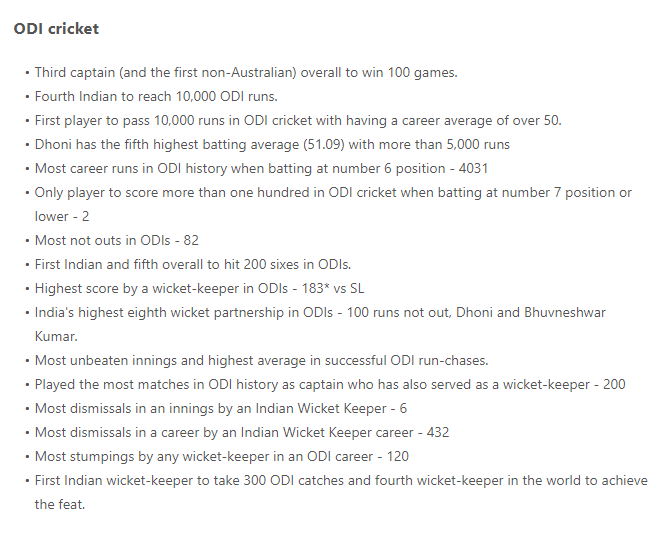 ODI cricket
• Third captain (and the first non-Australian) overall to win 100 games.
• Fourth Indian to reach 10,000 ODI runs.
• First player to pass 10,000 runs in ODI cricket with having a career average of over 50.
• Dhoni has the fifth highest batting average (51.09) with more than 5,000 runs
• Most career runs in ODI history when batting at number 6 position - 4031
• Only player to score more than one hundred in ODI cricket when batting at number 7 position or
lower - 2
• Most not outs in ODIs - 82
• First Indian and fifth overall to hit 200 sixes in ODIs.
• Highest score by a wicket-keeper in ODIs - 183* vs SL
• India's highest eighth wicket partnership in ODIs - 100 runs not out, Dhoni and Bhuvneshwar
Kumar.
• Most unbeaten innings and highest average in successful ODI run-chases.
• Played the most matches in ODI history as captain who has also served as a wicket-keeper - 200
• Most dismissals in an innings by an Indian Wicket Keeper - 6
• Most dismissals in a career by an Indian Wicket Keeper career - 432
• Most stumpings by any wicket-keeper in an ODI career - 120
• First Indian wicket-keeper to take 300 ODI catches and fourth wicket-keeper in the world to achieve
the feat.